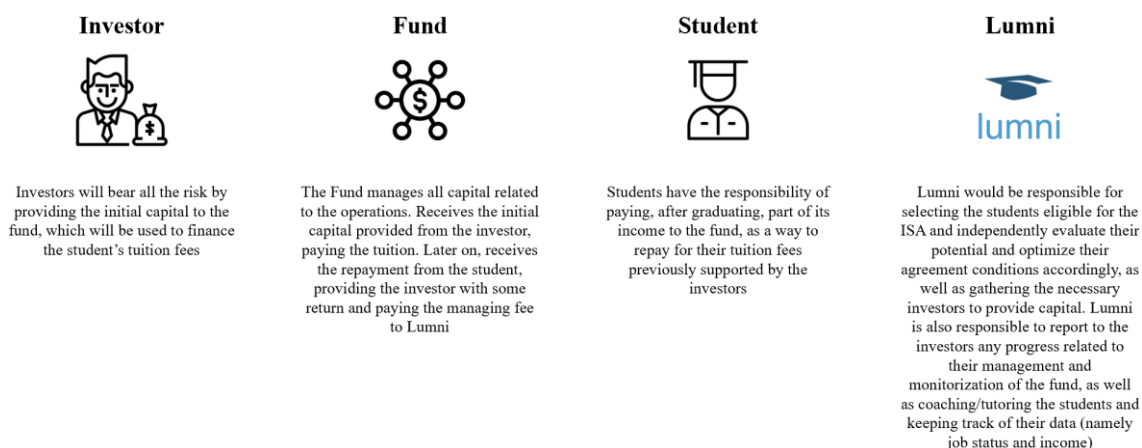 Investor
Fund
Student
Lumni
$
$
lumni
Investors will bear all the risk by
providing the initial capital to the
fund, which will be used to finance
the student’s tuition fees
The Fund manages all capital related
to the operations. Receives the initial
capital provided from the investor,
paying the tuition. Later on, receives
the repayment from the student,
providing the investor with some
return and paying the managing fee
to Lumni
Students have the responsibility of
paying, after graduating, part of its
income to the fund, as a way to
repay for their tuition fees
previously supported by the
investors
Lumni would be responsible for
selecting the students eligible for the
ISA and independently evaluate their
potential and optimize their
agreement conditions accordingly, as
well as gathering the necessary
investors to provide capital. Lumni
is also responsible to report to the
investors any progress related to
their management and
monitorization of the fund, as well
as coaching/tutoring the students and
keeping track of their data (namely
job status and income)